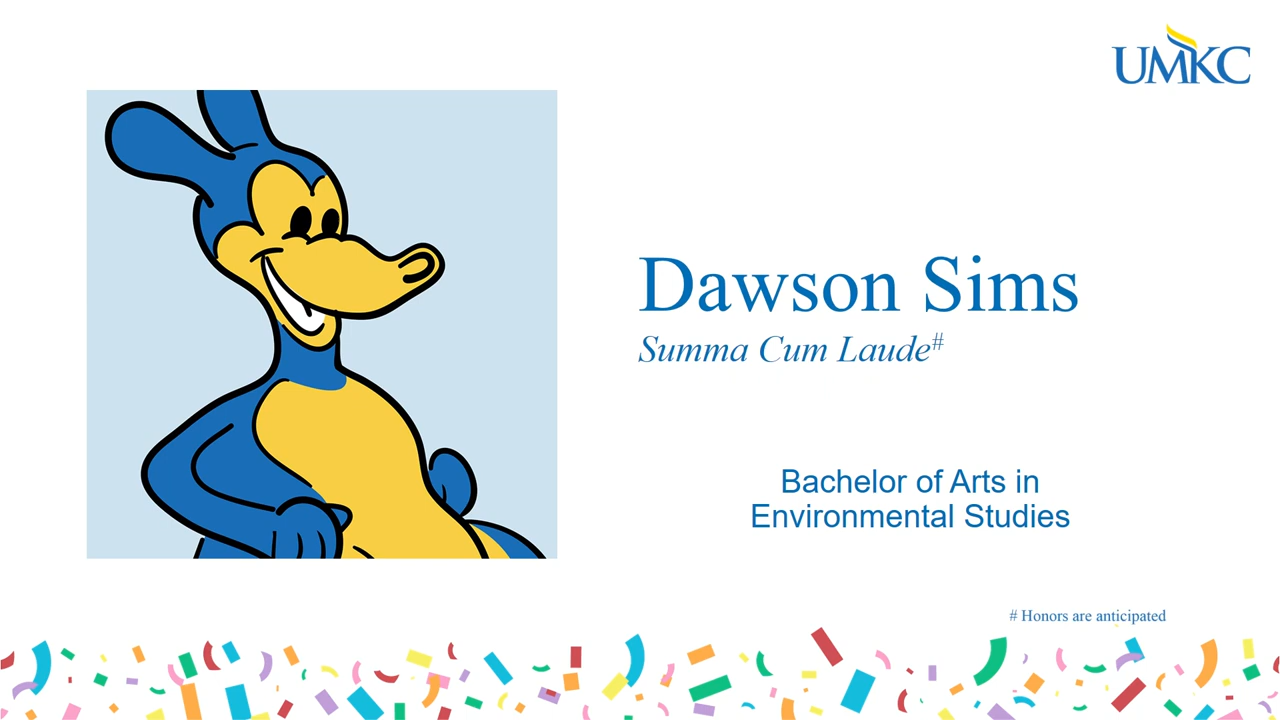 UMKC
Dawson Sims
Summa Cum Laude#
Bachelor of Arts in
Environmental Studies
# Honors are anticipated